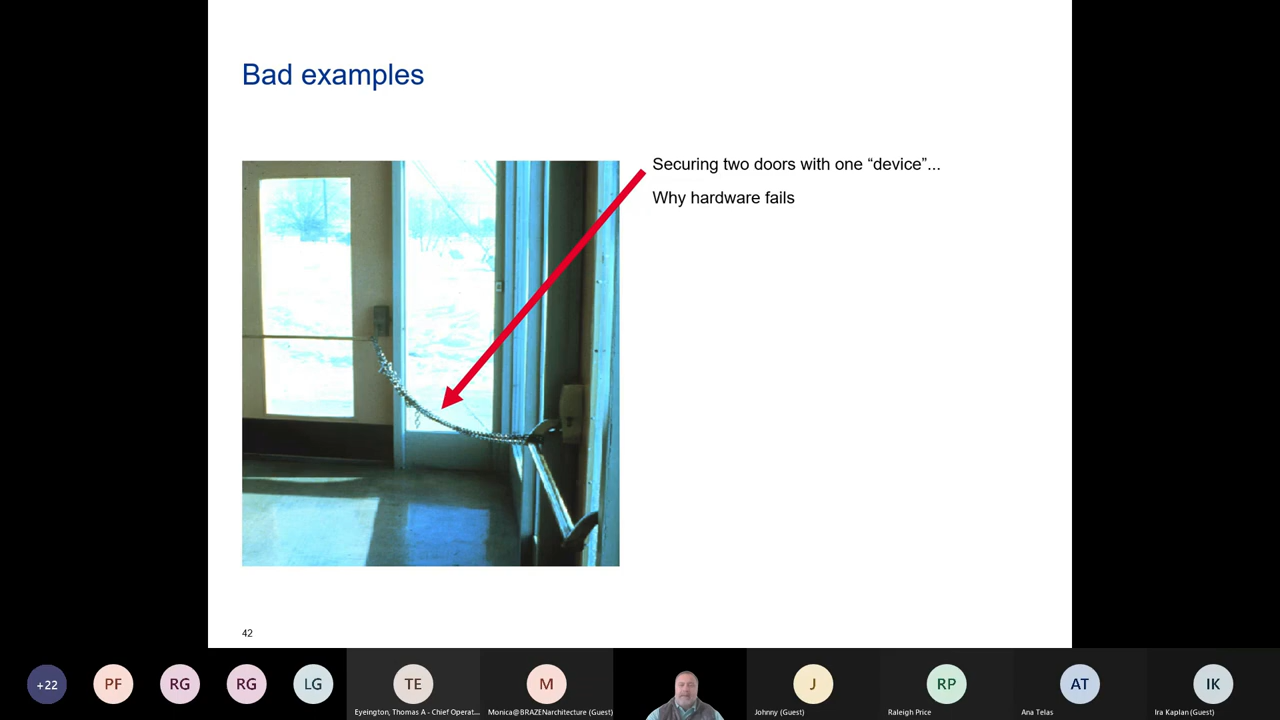 Bad examples
Securing two doors with one “device”...
Why hardware fails
42
+22
PF
RG
RG
LG
TE
M
J
RP
AT
IK
Eyeington, Thomas A - Chief Operat...
Monica@BRAZENarchitecture (Guest)
Johnny (Guest)
Raleigh Price
Ana Telas
Ira Kaplan (Guest)